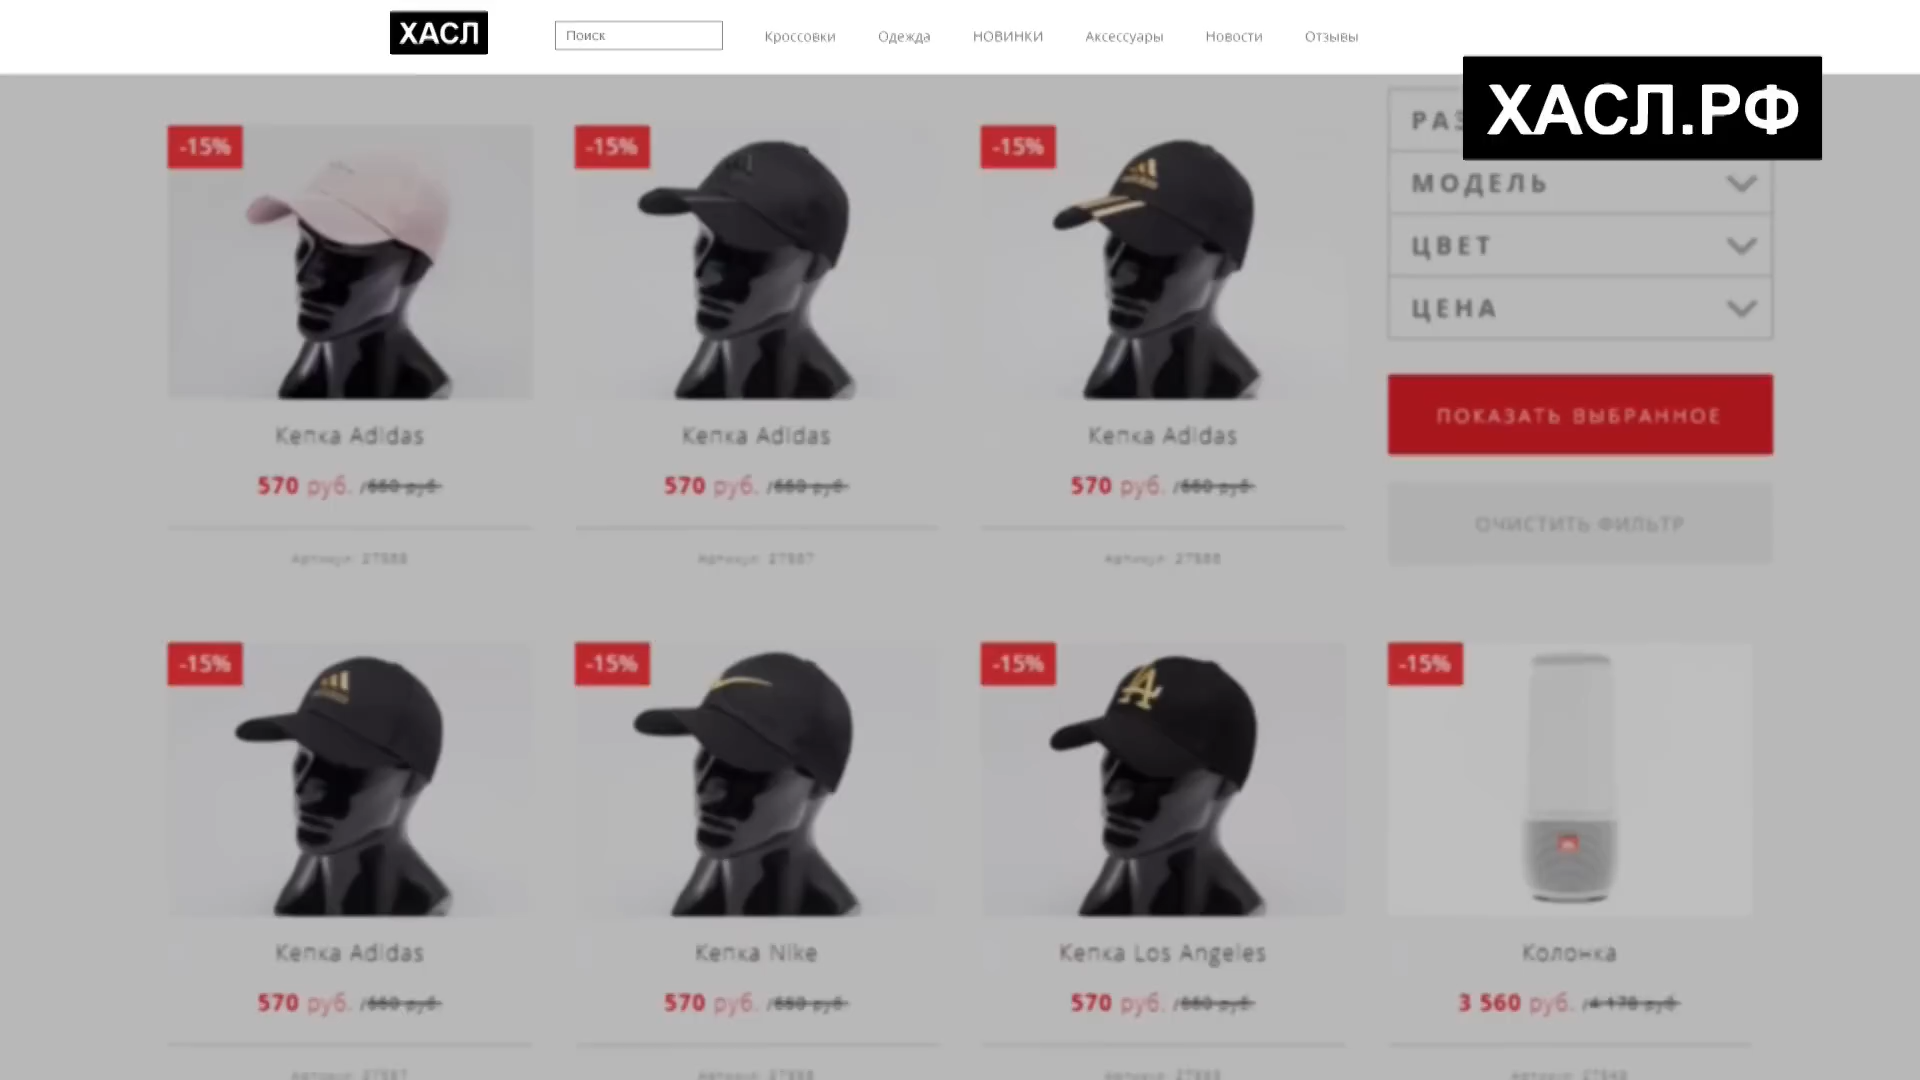 ХАСЛ
Поиск
Кроссовки
Одежда
НОВИНКИ
Аксессуары
Новости
Отзывы
ХАСЛ.РФ
-15%
-15%
-15%
МОДЕЛЬ
ЦВЕТ
ЦЕНА
ПОКАЗАТЬ ВЫБРАННОЕ
ОЧИСТИТЬ ФИЛЬТР
Кепка Adidas
Кепка Adidas
Кепка Adidas
570 руб.
570 руб.
570 руб.
-15%
-15%
-15%
-15%
Кепка Adidas
Кепка Nike
Кепка Los Angeles
Колонка
570 руб.
570 руб.
570 руб.
3 560 руб.